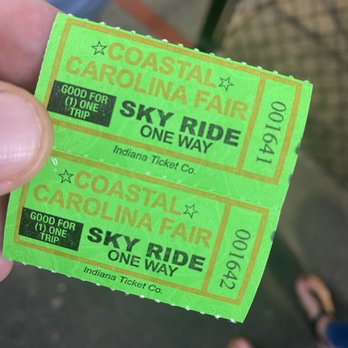 COASTAL
CAROLINA FAIR
GOOD FOR
(1) ONE
TRIP
SKY RIDE
ONE WAY
Indiana Ticket Co.
001641
COASTAL
CAROLINA FAIR
GOOD FOR
(1) ONE
TRIP
SKY RIDE
ONE WAY
Indiana Ticket Co.
001642